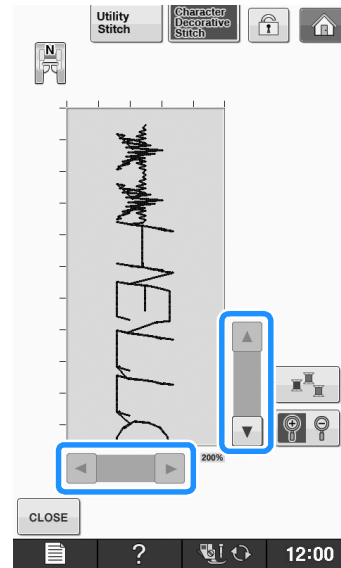 Utility
Stitch
Character
Decorative
Stitch
N
HELLO
200%
CLOSE
?
12:00